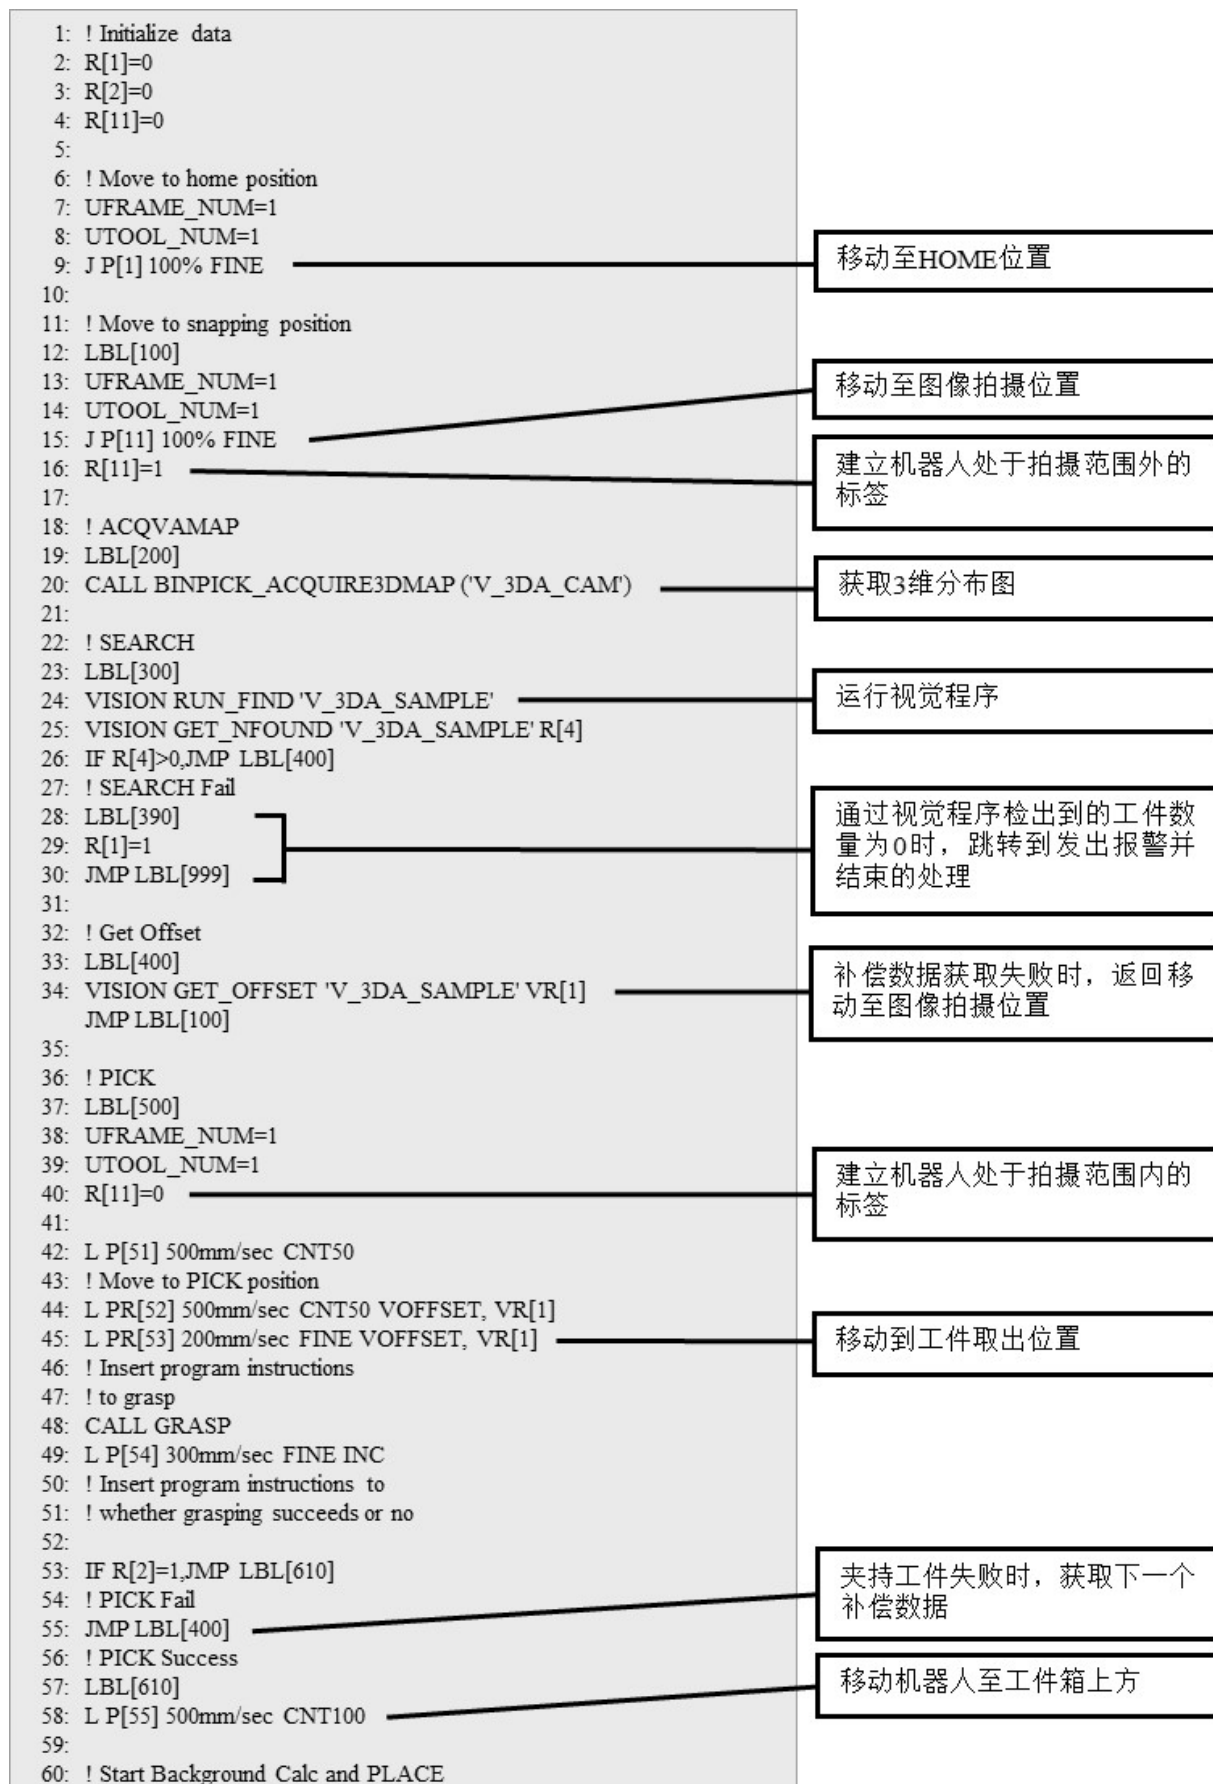 1: ! Initialize data
2: R[1]=0
3: R[2]=0
4: R[11]=0
5:
6: ! Move to home position
7: UFRAME_NUM=1
8: UTOOL_NUM=1
9: J P[1] 100% FINE
移动至HOME位置
10:
11: ! Move to snapping position
12: LBL[100]
13: UFRAME_NUM=1
14: UTOOL_NUM=1
15: J P[11] 100% FINE
移动至图像拍摄位置
16: R[11]=1
建立机器人处于拍摄范围外的
标签
17:
18: ! ACQVAMAP
19: LBL[200]
20: CALL BINPICK_ACQUIRE3DMAP ('V_3DA_CAM')
获取3维分布图
21:
22: ! SEARCH
23: LBL[300]
24: VISION RUN_FIND 'V_3DA_SAMPLE'
运行视觉程序
25: VISION GET_NFOUND 'V_3DA_SAMPLE' R[4]
26: IF R[4]>0,JMP LBL[400]
27: ! SEARCH Fail
28: LBL[390]
29: R[1]=1
30: JMP LBL[999]
通过视觉程序检出到的工件数
量为0时，跳转到发出报警并
结束的处理
31:
32: ! Get Offset
33: LBL[400]
34: VISION GET_OFFSET 'V_3DA_SAMPLE' VR[1]
JMP LBL[100]
补偿数据获取失败时，返回移
动至图像拍摄位置
35:
36: ! PICK
37: LBL[500]
38: UFRAME_NUM=1
39: UTOOL_NUM=1
40: R[11]=0
建立机器人处于拍摄范围内的
标签
41:
42: L P[51] 500mm/sec CNT50
43: ! Move to PICK position
44: L PR[52] 500mm/sec CNT50 VOFFSET, VR[1]
45: L PR[53] 200mm/sec FINE VOFFSET, VR[1]
移动到工件取出位置
46: ! Insert program instructions
47: ! to grasp
48: CALL GRASP
49: L P[54] 300mm/sec FINE INC
50: ! Insert program instructions to
51: ! whether grasping succeeds or no
52:
53: IF R[2]=1,JMP LBL[610]
54: ! PICK Fail
55: JMP LBL[400]
夹持工件失败时，获取下一个
补偿数据
56: ! PICK Success
57: LBL[610]
58: L P[55] 500mm/sec CNT100
移动机器人至工件箱上方
59:
60: ! Start Background Calc and PLACE